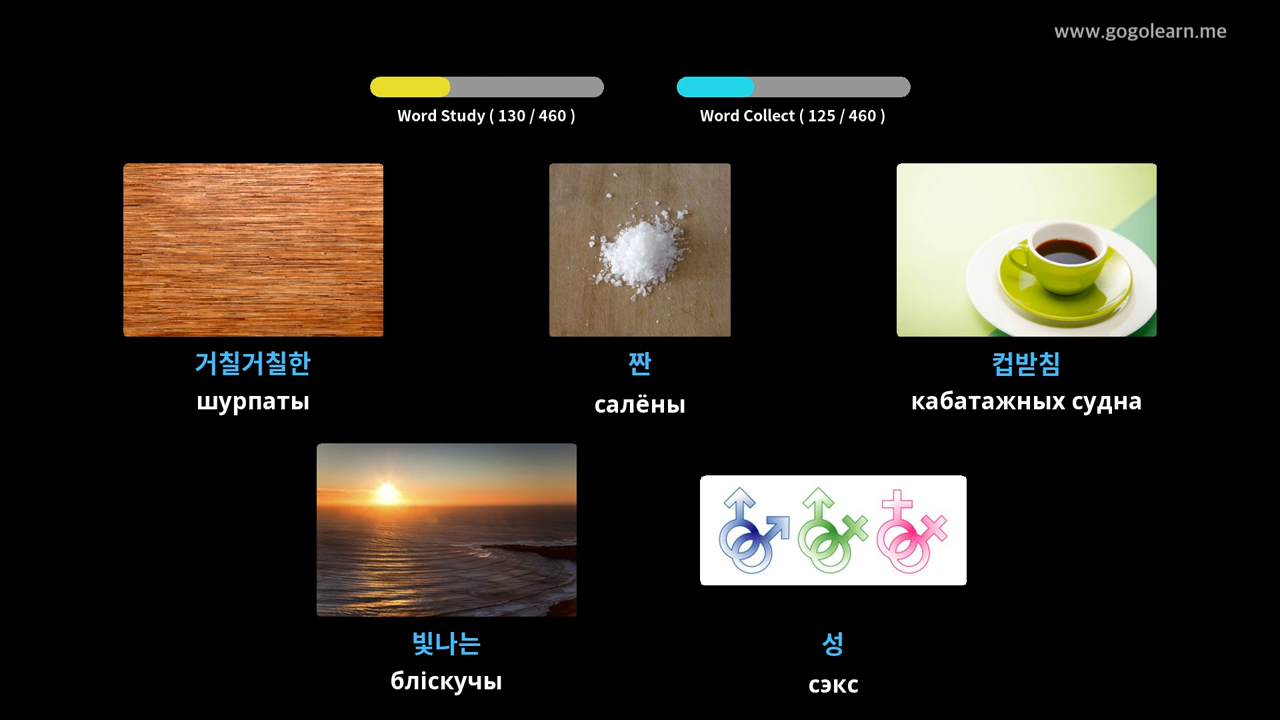 www.gogolearn.me
Word Study ( 130 / 460 )
Word Collect ( 125 / 460 )
거칠거칠한
шурпаты
짠
салёны
컵받침
кабатажных судна
빛나는
бліскучы
성
сэкс